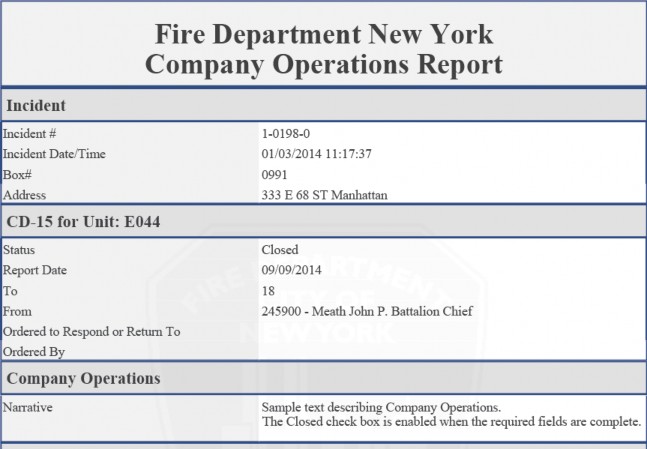 Fire Department New York
Company Operations Report
Incident
Incident # 1-0198-0
Incident Date/Time 01/03/2014 11:17:37
Box# 0991
Address 333 E 68 ST Manhattan
CD-15 for Unit: E044
Status Closed
Report Date 09/09/2014
To 18
From 245900 - Meath John P. Battalion Chief
Ordered to Respond or Return To
Ordered By
Company Operations
Narrative Sample text describing Company Operations.
The Closed check box is enabled when the required fields are complete.
FIRE DEPARTMENT
CITY OF
NEW YORK